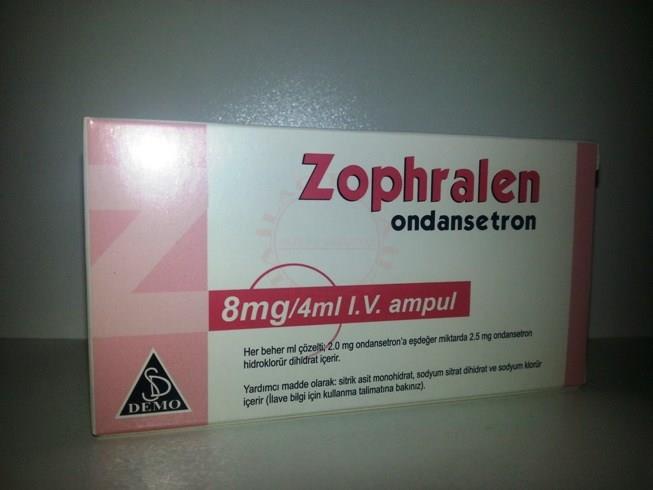 Zophralen
ondansetron
8mg/4ml I.V. ampul
Her beher ml çözelti; 2.0 mg ondansetron'a eşdeğer miktarda 2.5 mg ondansetron
hidroklorür dihidrat içerir.
Yardımcı madde olarak: sitrik asit monohidrat, sodyum sitrat dihidrat ve sodyum klorür
içerir (İlave bilgi için kullanma talimatına bakınız).
DEMO